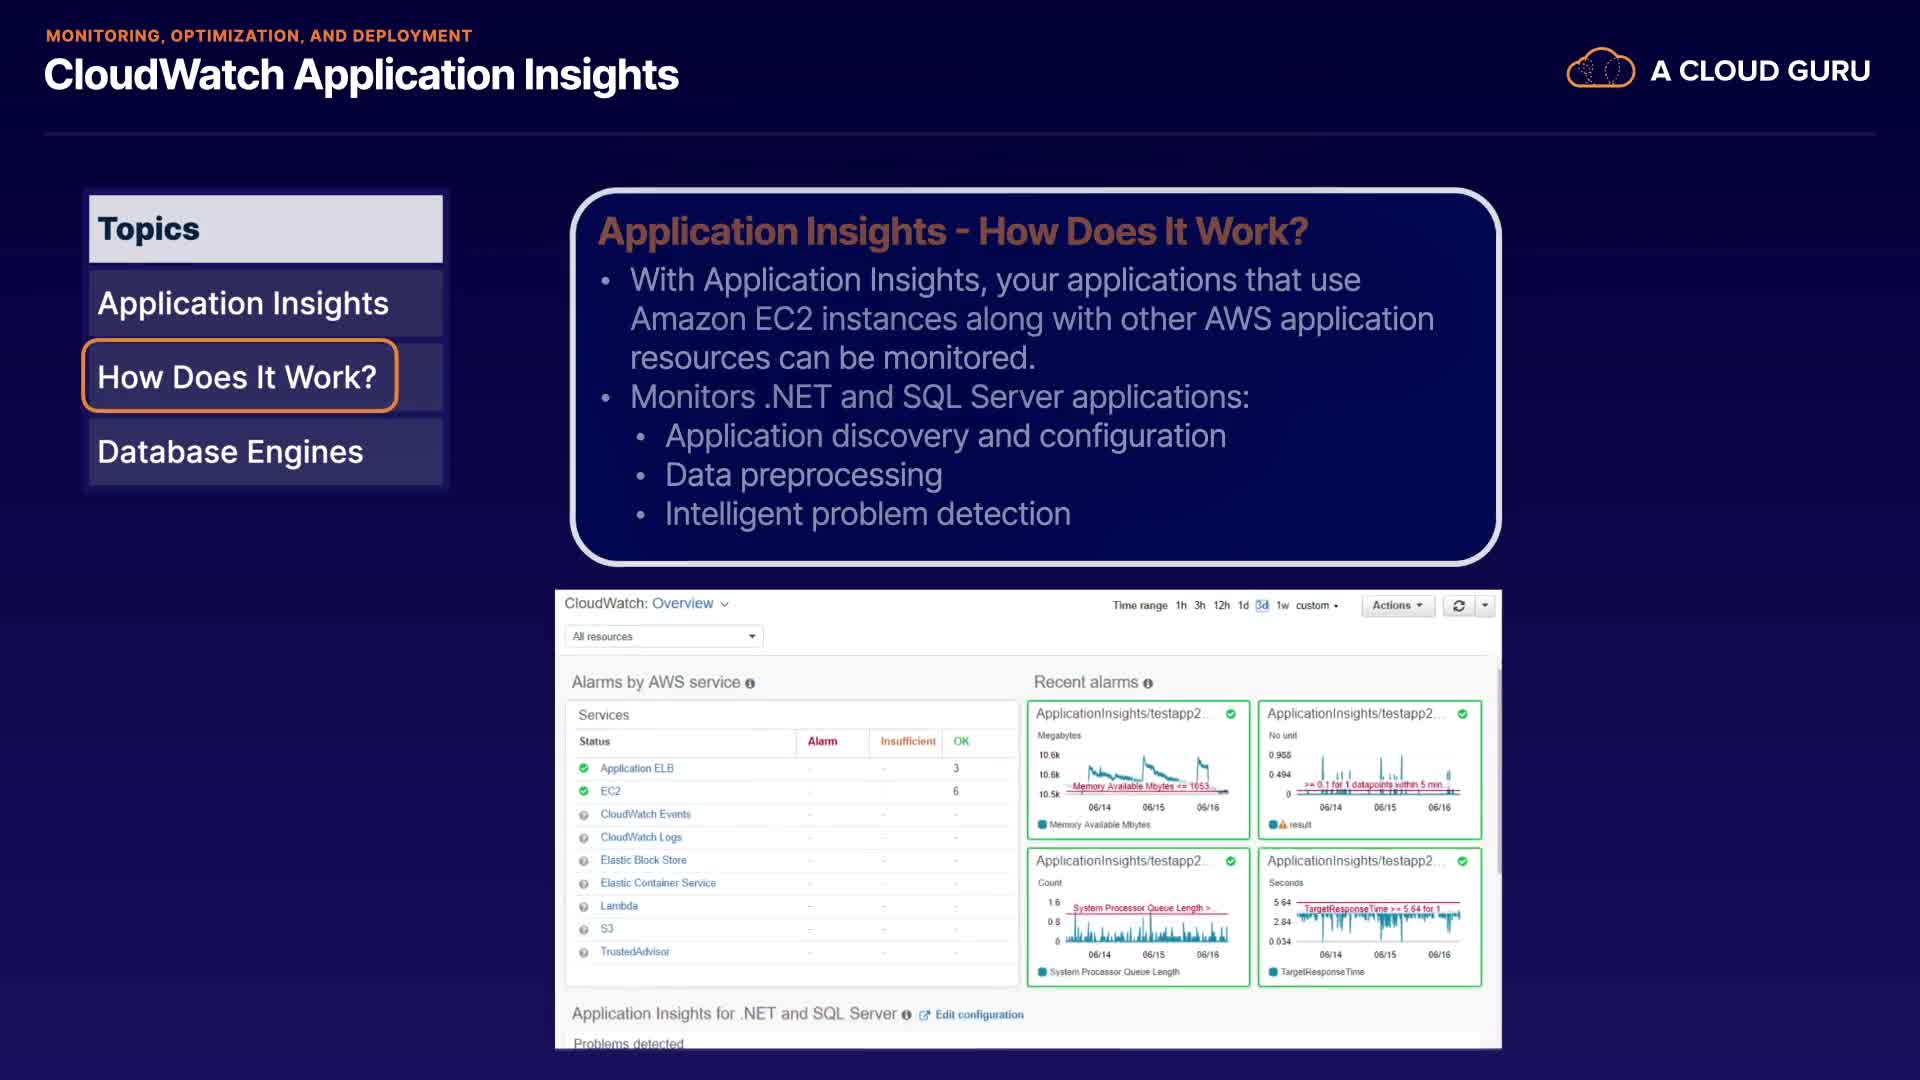 MONITORING, OPTIMIZATION, AND DEPLOYMENT
CloudWatch Application Insights
A CLOUD GURU
Topics
Application Insights
How Does It Work?
Database Engines
Application Insights - How Does It Work?
• With Application Insights, your applications that use
Amazon EC2 instances along with other AWS application
resources can be monitored.
• Monitors .NET and SQL Server applications:
• Application discovery and configuration
• Data preprocessing
• Intelligent problem detection
CloudWatch: Overview
Time range 1h 3h 12h 1d 3d 1w custom
Actions
All resources
Alarms by AWS service
Services
Status Alarm Insufficient OK
Application ELB - - 3
EC2 - - 6
CloudWatch Events - - -
CloudWatch Logs - - -
Elastic Block Store - - -
Elastic Container Service - - -
Lambda - - -
S3 - - -
TrustedAdvisor - - -
Recent alarms
ApplicationInsights/testapp2...
Megabytes
10.6k
10.6k
Memory Available Mbytes <= 1053...
10.5k
06/14 06/15 06/16
Memory Available Mbytes
ApplicationInsights/testapp2...
No unit
0.988
0.494
>= 0.1 for 1 datapoints within 5 min...
0
06/14 06/15 06/16
result
ApplicationInsights/testapp2...
Count
1.6
System Processor Queue Length >
0.8
0
06/14 06/15 06/16
System Processor Queue Length
ApplicationInsights/testapp2...
Seconds
5.64
TargetResponseTime >= 5.64 for 1
2.84
0.034
06/14 06/15 06/16
TargetResponseTime
Application Insights for .NET and SQL Server Edit configuration
Problems detected